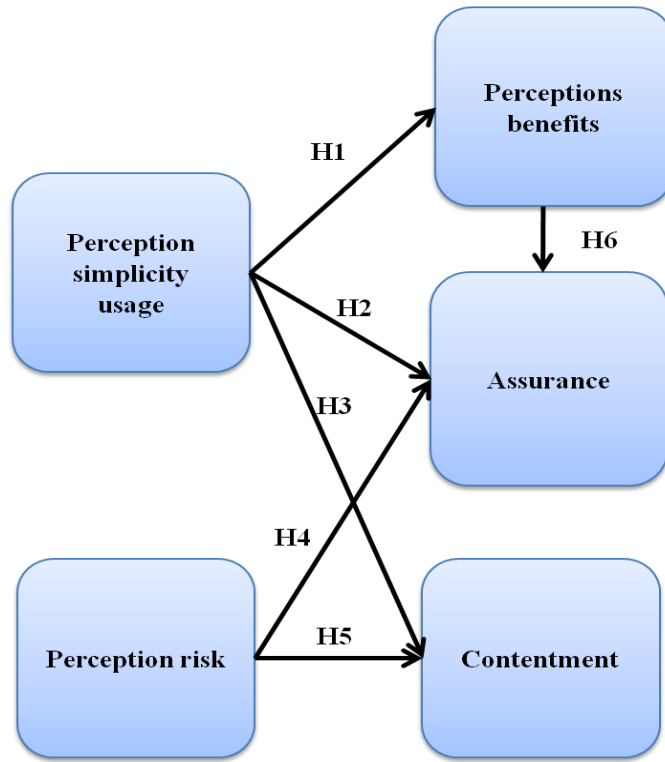 Perceptions
benefits
H1
Perception
simplicity
usage
H6
H2
Assurance
H3
H4
H5
Perception risk
Contentment